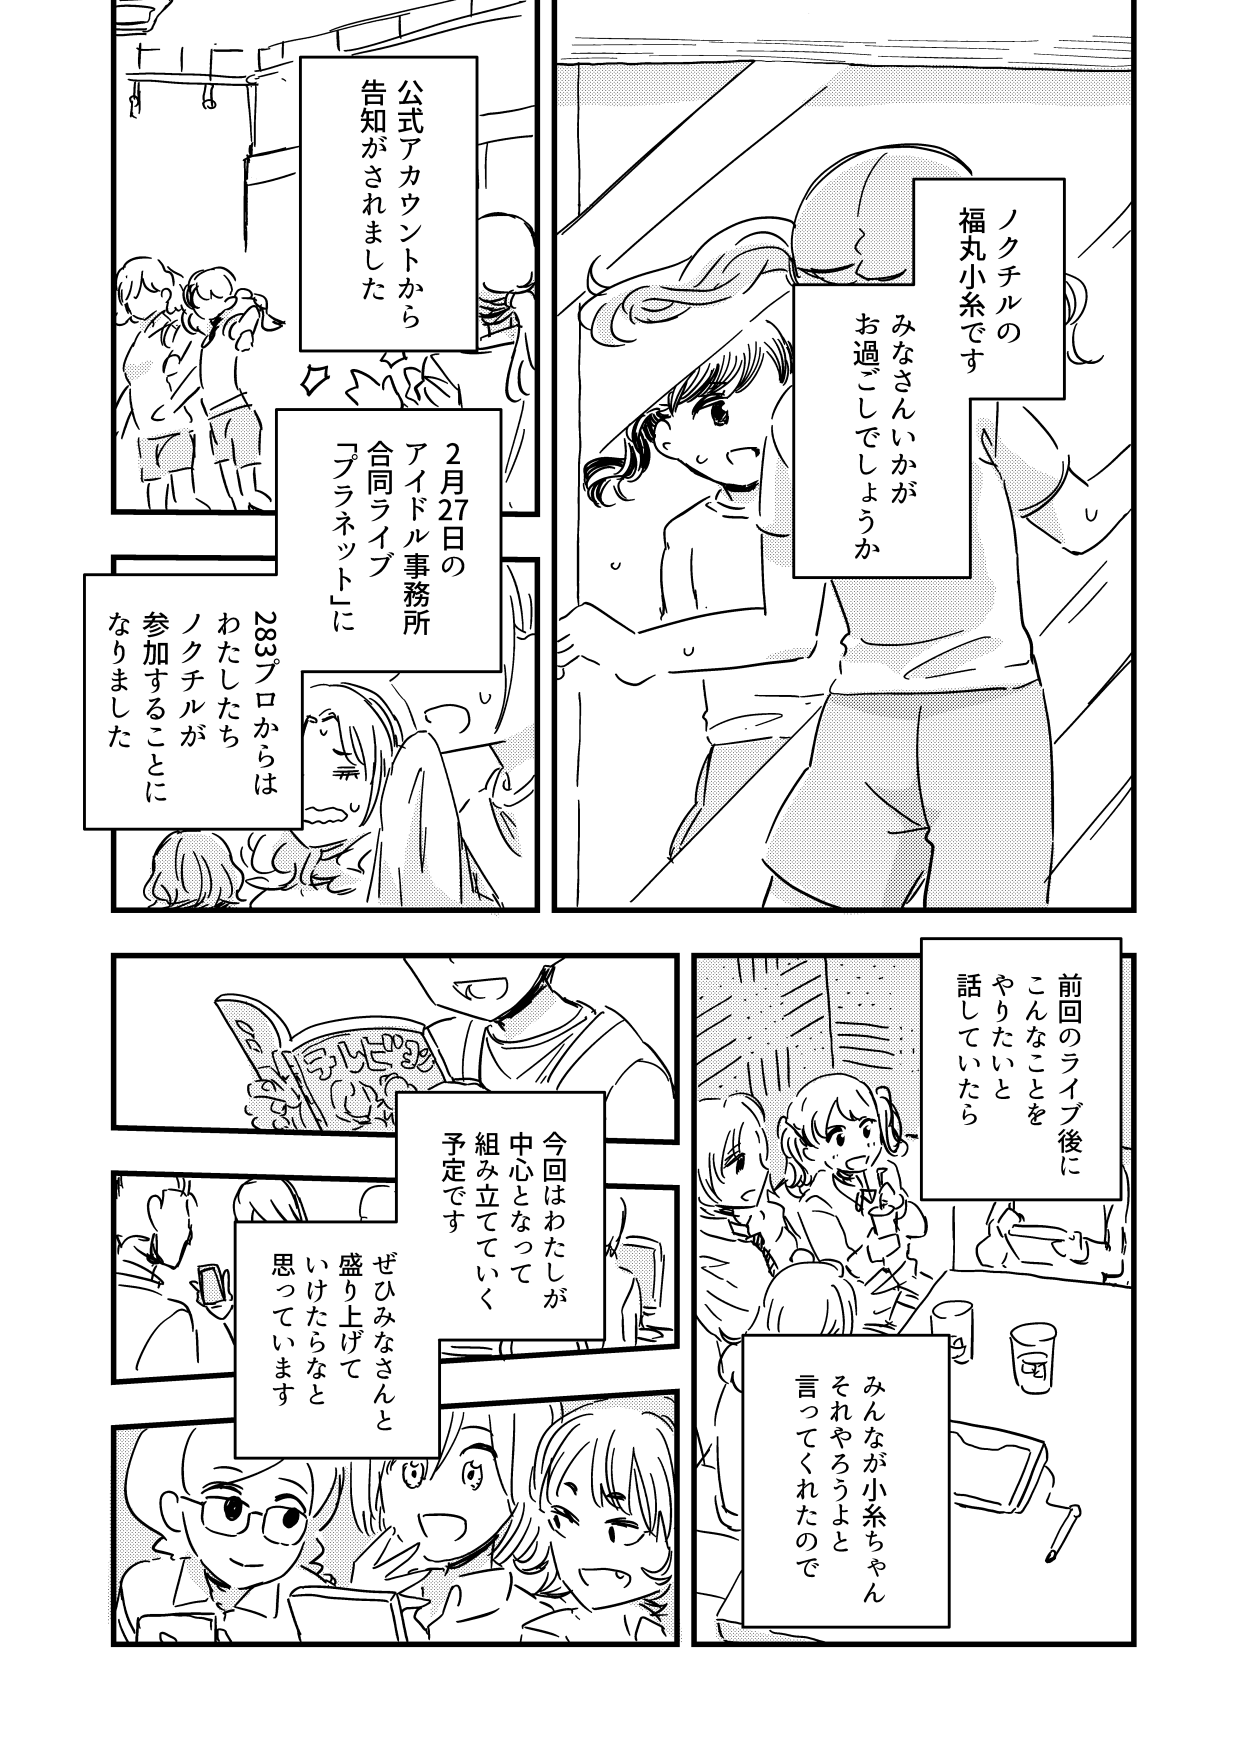 ノクチルの
福丸小糸です
みなさんいかが
お過ごしでしょうか
公式アカウントから
告知がされました
2月27日の
アイドル事務所
合同ライブ
「プラネット」に
283プロからは
わたしたち
ノクチルが
参加することに
なりました
前回のライブ後に
こんなことを
やりたいと
話していたら
みんなが小糸ちゃん
それやろうよと
言ってくれたので
テルビジョン
今回はわたしが
中心となって
組み立てていく
予定です
ぜひみなさんと
盛り上げて
いけたらなと
思っています